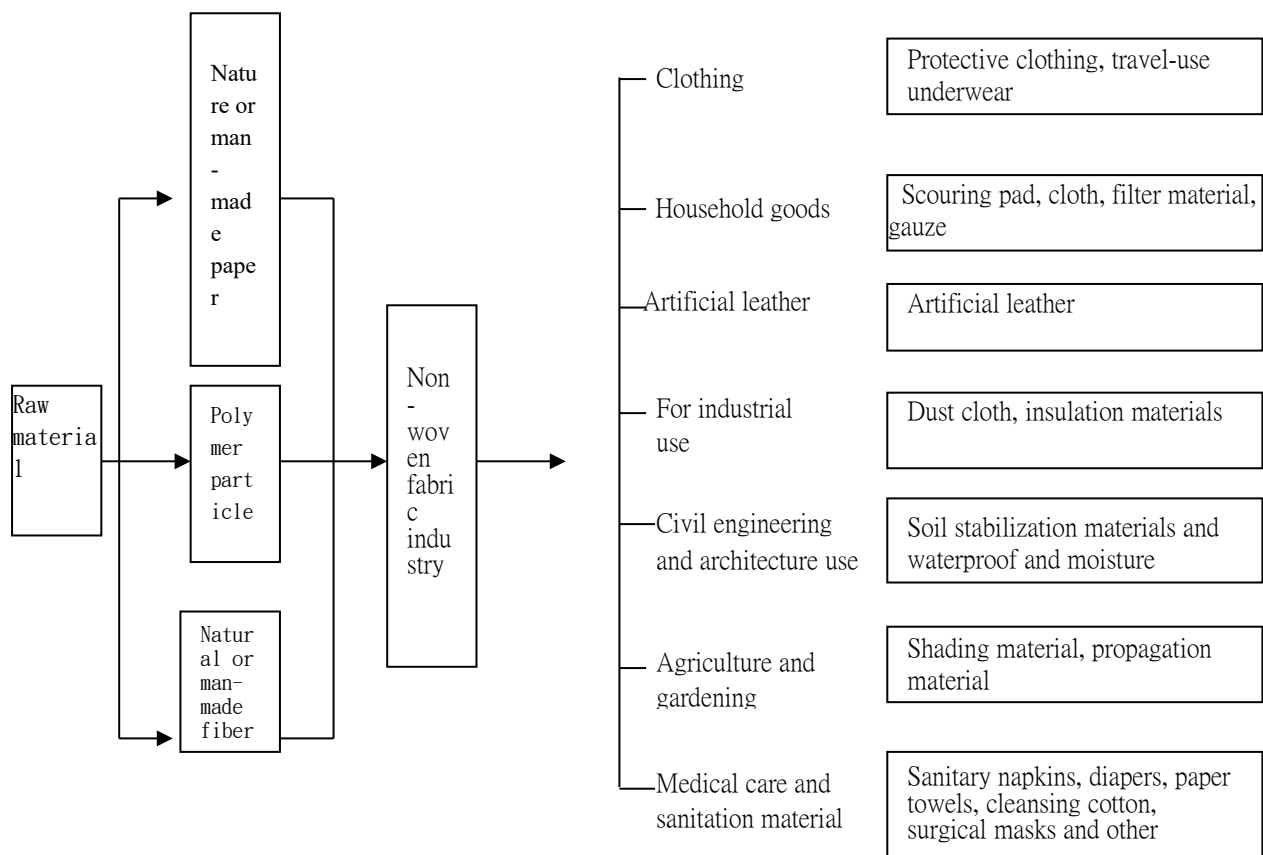 Natu
re or
man
-
mad
e
pape
r
Raw
materia
l
Poly
mer
part
icle
Natur
al or
man-
made
fiber
Non
-
wov
en
fabri
c
indu
stry
Clothing
Protective clothing, travel-use
underwear
Household goods
Scouring pad, cloth, filter material,
gauze
Artificial leather
Artificial leather
For industrial
use
Dust cloth, insulation materials
Civil engineering
and architecture use
Soil stabilization materials and
waterproof and moisture
Agriculture and
gardening
Shading material, propagation
material
Medical care and
sanitation material
Sanitary napkins, diapers, paper
towels, cleansing cotton,
surgical masks and other